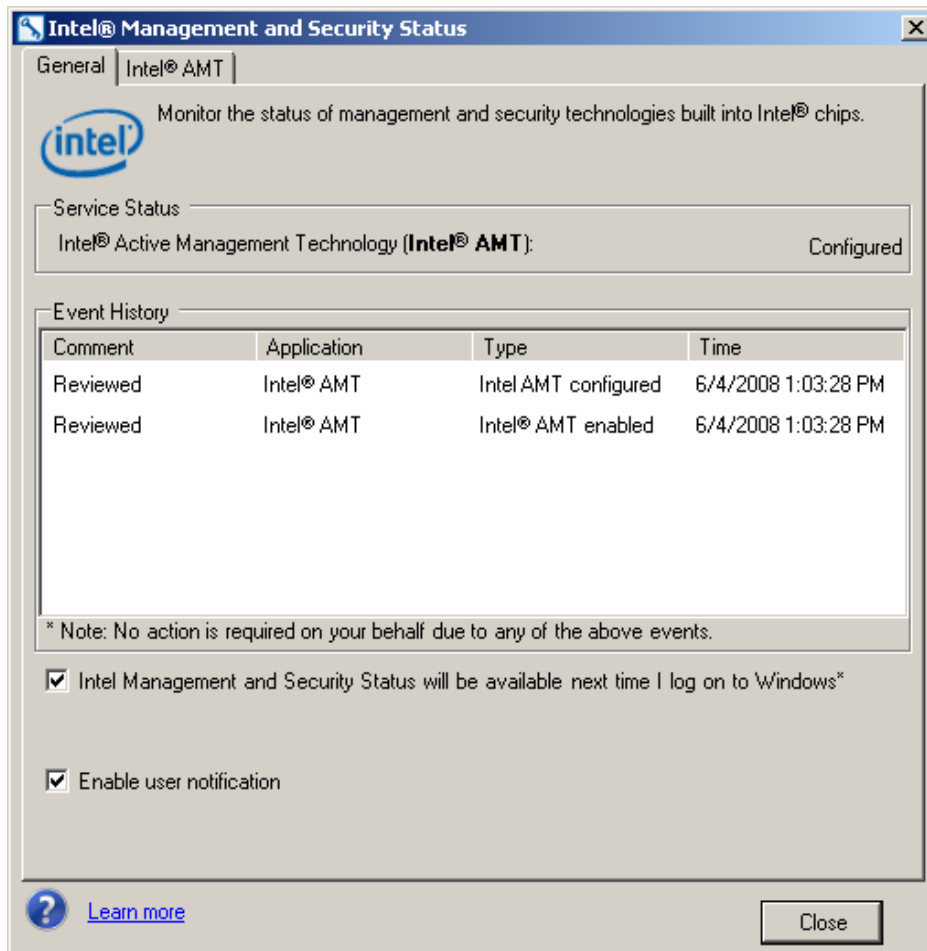 Intel® Management and Security Status
General
Intel® AMT
Monitor the status of management and security technologies built into Intel® chips.
intel
Service Status
Intel® Active Management Technology (Intel® AMT): Configured
Event History
Comment Application Type Time
Reviewed Intel® AMT Intel AMT configured 6/4/2008 1:03:28 PM
Reviewed Intel® AMT Intel® AMT enabled 6/4/2008 1:03:28 PM
* Note: No action is required on your behalf due to any of the above events.
Intel Management and Security Status will be available next time I log on to Windows*
Enable user notification
? Learn more
Close